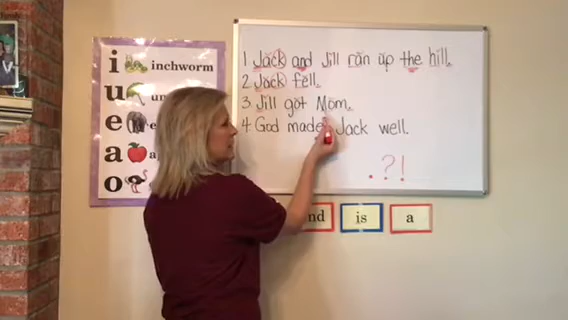 i inchworm
u
e
a
o
1 Jack and Jill ran up the hill.
2 Jack fell.
3 Jill got Mom.
4 God made Jack well.
.?!
is
a